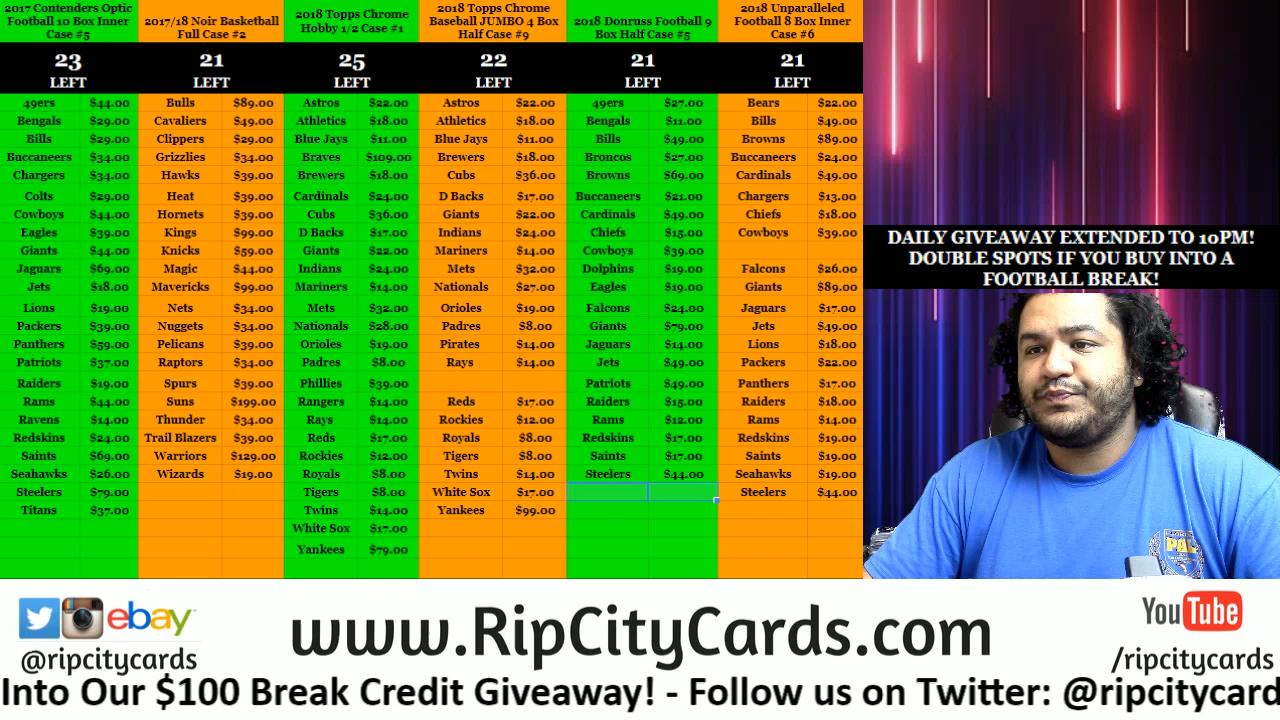 2017 Contenders Optic
Football 10 Box Inner
Case #5
23
LEFT
49ers $44.00
Bengals $29.00
Bills $29.00
Buccaneers $34.00
Chargers $34.00
Colts $29.00
Cowboys $44.00
Eagles $39.00
Giants $44.00
Jaguars $69.00
Jets $18.00
Lions $19.00
Packers $39.00
Panthers $59.00
Patriots $37.00
Raiders $19.00
Rams $44.00
Ravens $14.00
Redskins $24.00
Saints $69.00
Seahawks $26.00
Steelers $79.00
Titans $37.00
2017/18 Noir Basketball
Full Case #2
21
LEFT
Bulls $89.00
Cavaliers $49.00
Clippers $29.00
Grizzlies $34.00
Hawks $39.00
Heat $39.00
Hornets $39.00
Kings $99.00
Knicks $59.00
Magic $44.00
Mavericks $99.00
Nets $34.00
Nuggets $34.00
Pelicans $39.00
Raptors $34.00
Spurs $39.00
Suns $199.00
Thunder $34.00
Trail Blazers $39.00
Warriors $129.00
Wizards $19.00
2018 Topps Chrome
Hobby 1/2 Case #1
25
LEFT
Astros $22.00
Athletics $18.00
Blue Jays $11.00
Braves $109.00
Brewers $18.00
Cardinals $24.00
Cubs $36.00
D Backs $17.00
Giants $22.00
Indians $24.00
Mariners $14.00
Mets $32.00
Nationals $28.00
Orioles $19.00
Padres $8.00
Phillies $39.00
Rangers $14.00
Rays $14.00
Reds $17.00
Rockies $12.00
Royals $8.00
Tigers $8.00
Twins $14.00
White Sox $17.00
Yankees $79.00
2018 Topps Chrome
Baseball JUMBO 4 Box
Half Case #9
22
LEFT
Astros $22.00
Athletics $18.00
Blue Jays $11.00
Brewers $18.00
Cubs $36.00
D Backs $17.00
Giants $22.00
Indians $24.00
Mariners $14.00
Mets $32.00
Nationals $27.00
Orioles $19.00
Padres $8.00
Pirates $14.00
Rays $14.00
Reds $17.00
Rockies $12.00
Royals $8.00
Tigers $8.00
Twins $14.00
White Sox $17.00
Yankees $99.00
2018 Donruss Football 9
Box Half Case #5
21
LEFT
49ers $27.00
Bengals $11.00
Bills $49.00
Broncos $27.00
Browns $69.00
Buccaneers $21.00
Cardinals $49.00
Chiefs $15.00
Cowboys $39.00
Dolphins $19.00
Eagles $19.00
Falcons $24.00
Giants $79.00
Jaguars $14.00
Jets $49.00
Patriots $49.00
Raiders $15.00
Rams $12.00
Redskins $17.00
Saints $17.00
Steelers $44.00
2018 Unparalleled
Football 8 Box Inner
Case #6
21
LEFT
Bears $22.00
Bills $49.00
Browns $89.00
Buccaneers $24.00
Cardinals $49.00
Chargers $13.00
Chiefs $18.00
Cowboys $39.00
Falcons $26.00
Giants $89.00
Jaguars $17.00
Jets $49.00
Lions $18.00
Packers $22.00
Panthers $17.00
Raiders $18.00
Rams $14.00
Redskins $19.00
Saints $19.00
Seahawks $19.00
Steelers $44.00
DAILY GIVEAWAY EXTENDED TO 10PM!
DOUBLE SPOTS IF YOU BUY INTO A
FOOTBALL BREAK!
PAL
ebay
@ripcitycards
www.RipCityCards.com
YouTube
/ripcitycards
Into Our $100 Break Credit Giveaway! - Follow us on Twitter: @ripcitycard